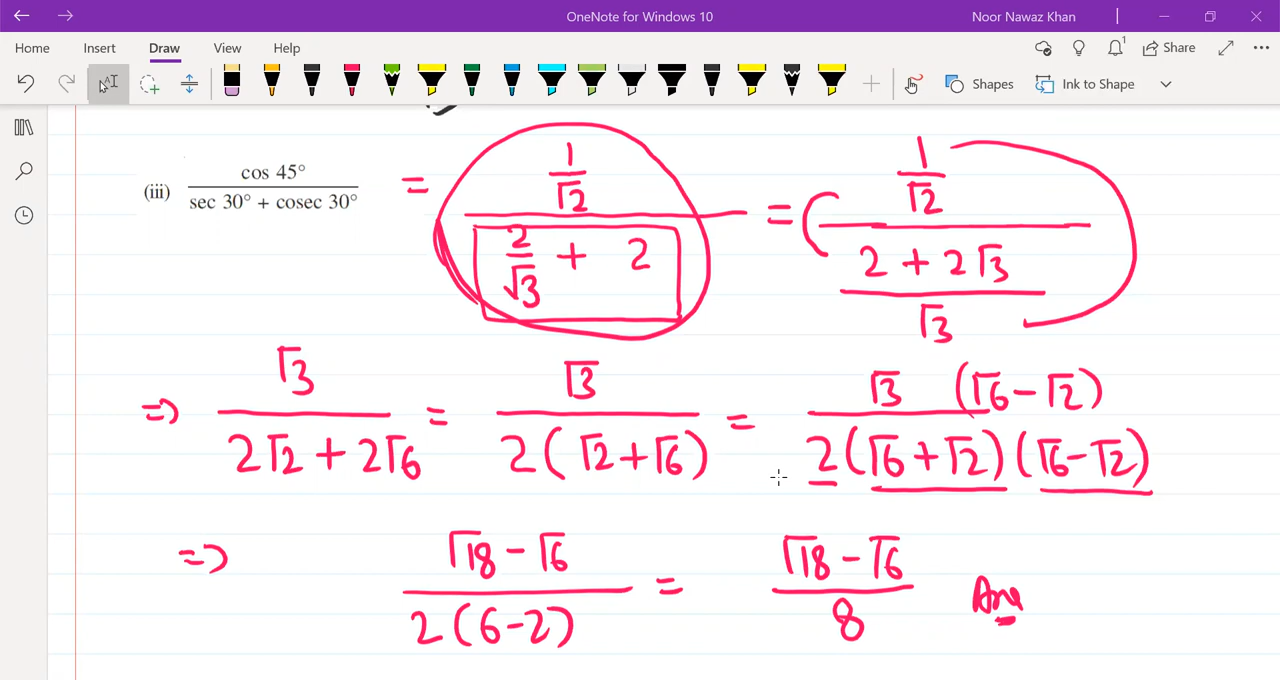 OneNote for Windows 10
Noor Nawaz Khan
Home Insert Draw View Help
1
Share
Shapes
Ink to Shape
(iii) cos 45° / sec 30° + cosec 30° = 1/√2 / 2/√3 + 2 = ( 1/√2 / 2 + 2√3 / √3
=> √3 / 2√2 + 2√6 = √3 / 2(√2 + √6) = √3 (√6 - √2) / 2(√6 + √2)(√6 - √2)
=> √18 - √6 / 2(6 - 2) = √18 - √6 / 8 Ans